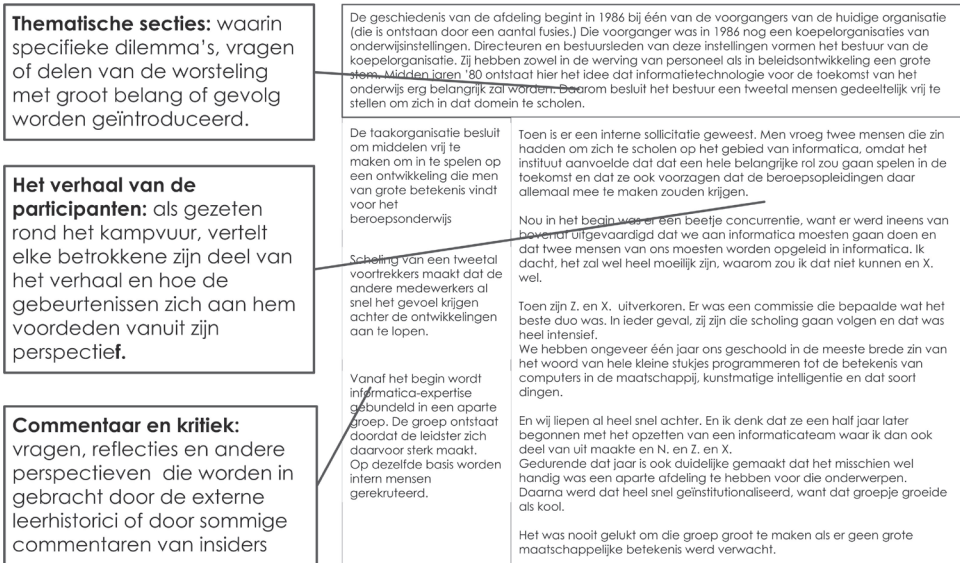 Thematische secties: waarin
specifieke dilemma's, vragen
of delen van de worsteling
met groot belang of gevolg
worden geïntroduceerd.
Het verhaal van de
participanten: als gezeten
rond het kampvuur, vertelt
elke betrokkene zijn deel van
het verhaal en hoe de
gebeurtenissen zich aan hem
voordeden vanuit zijn
perspectief.
Commentaar en kritiek:
vragen, reflecties en andere
perspectieven die worden in
gebracht door de externe
leerhistorici of door sommige
commentaren van insiders
De geschiedenis van de afdeling begint in 1986 bij één van de voorgangers van de huidige organisatie
(die is ontstaan door een aantal fusies.) Die voorganger was in 1986 nog een koepelorganisaties van
onderwijsinstellingen. Directeuren en bestuursleden van deze instellingen vormen het bestuur van de
koepelorganisatie. Zij hebben zowel in de werving van personeel als in beleidsontwikkeling een grote
stem. Midden jaren '80 ontstaat hier het idee dat informatietechnologie voor de toekomst van het
onderwijs erg belangrijk zal worden. Daarom besluit het bestuur een tweetal mensen gedeeltelijk vrij te
stellen om zich in dat domein te scholen.
De taakorganisatie besluit
om middelen vrij te
maken om in te spelen op
een ontwikkeling die men
van grote betekenis vindt
voor het
beroepsonderwijs
Scholing van een tweetal
voortrekkers maakt dat de
andere medewerkers al
snel het gevoel krijgen
achter de ontwikkelingen
aan te lopen.
Vanaf het begin wordt
informatica-expertise
gebundeld in een aparte
groep. De groep ontstaat
doordat de leidster zich
daarvoor sterk maakt.
Op dezelfde basis worden
intern mensen
gerekruteerd.
Toen is er een interne sollicitatie geweest. Men vroeg twee mensen die zin
hadden om zich te scholen op het gebied van informatica, omdat het
instituut aanvoelde dat dat een hele belangrijke rol zou gaan spelen in de
toekomst en dat ze ook voorzagen dat de beroepsopleidingen daar
allemaal mee te maken zouden krijgen.
Nou in het begin was er een beetje concurrentie, want er werd ineens van
bovenaf uitgevaardigd dat we aan informatica moesten gaan doen en
dat twee mensen van ons moesten worden opgeleid in informatica. Ik
dacht, het zal wel heel moeilijk zijn, waarom zou ik dat niet kunnen en X.
wel.
Toen zijn Z. en X. uitverkoren. Er was een commissie die bepaalde wat het
beste duo was. In ieder geval, zij zijn die scholing gaan volgen en dat was
heel intensief.
We hebben ongeveer één jaar ons geschoold in de meeste brede zin van
het woord van hele kleine stukjes programmeren tot de betekenis van
computers in de maatschappij, kunstmatige intelligentie en dat soort
dingen.
En wij liepen al heel snel achter. En ik denk dat ze een half jaar later
begonnen met het opzetten van een informaticateam waar ik dan ook
deel van uit maakte en N. en Z. en X.
Gedurende dat jaar is ook duidelijke gemaakt dat het misschien wel
handig was een aparte afdeling te hebben voor die onderwerpen.
Daarna werd dat heel snel geïnstitutionaliseerd, want dat groepje groeide
als kool.
Het was nooit gelukt om die groep groot te maken als er geen grote
maatschappelijke betekenis werd verwacht.